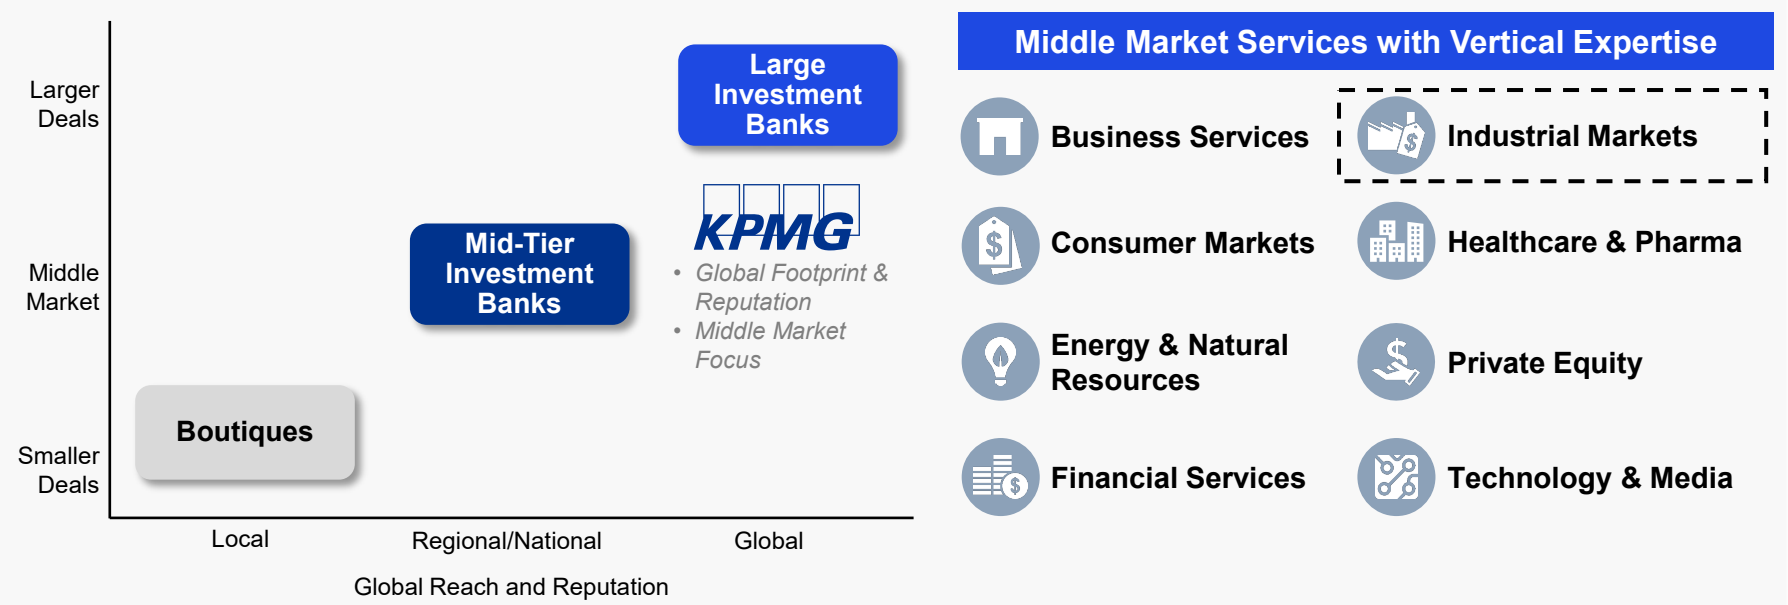 Larger
Deals
Middle
Market
Smaller
Deals
Large
Investment
Banks
KPMG
• Global Footprint &
Reputation
• Middle Market
Focus
Mid-Tier
Investment
Banks
Boutiques
Local
Regional/National
Global
Global Reach and Reputation
Middle Market Services with Vertical Expertise
Business Services
$
Industrial Markets
$
Consumer Markets
Healthcare & Pharma
Energy & Natural
Resources
$
Private Equity
$
Financial Services
Technology & Media